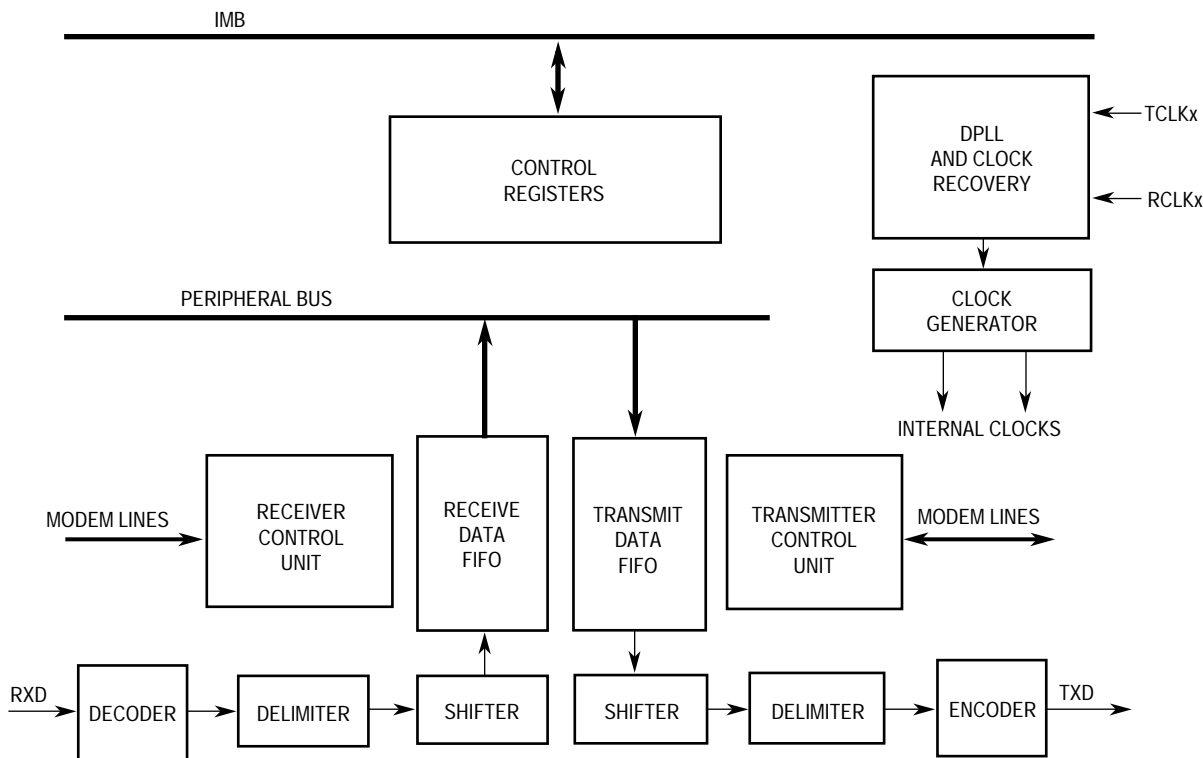 IMB
CONTROL
REGISTERS
DPLL
AND CLOCK
RECOVERY
TCLKx
RCLKx
CLOCK
GENERATOR
INTERNAL CLOCKS
PERIPHERAL BUS
MODEM LINES
RECEIVER
CONTROL
UNIT
RECEIVE
DATA
FIFO
TRANSMIT
DATA
FIFO
TRANSMITTER
CONTROL
UNIT
MODEM LINES
RXD
DECODER
DELIMITER
SHIFTER
SHIFTER
DELIMITER
ENCODER
TXD